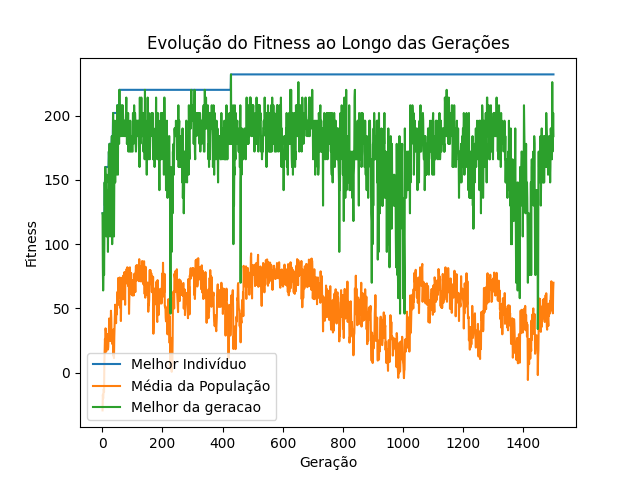 Evolução do Fitness ao Longo das Gerações
Fitness
200
150
100
50
0
Melhor Indivíduo
Média da População
Melhor da geracao
0 200 400 600 800 1000 1200 1400
Geração